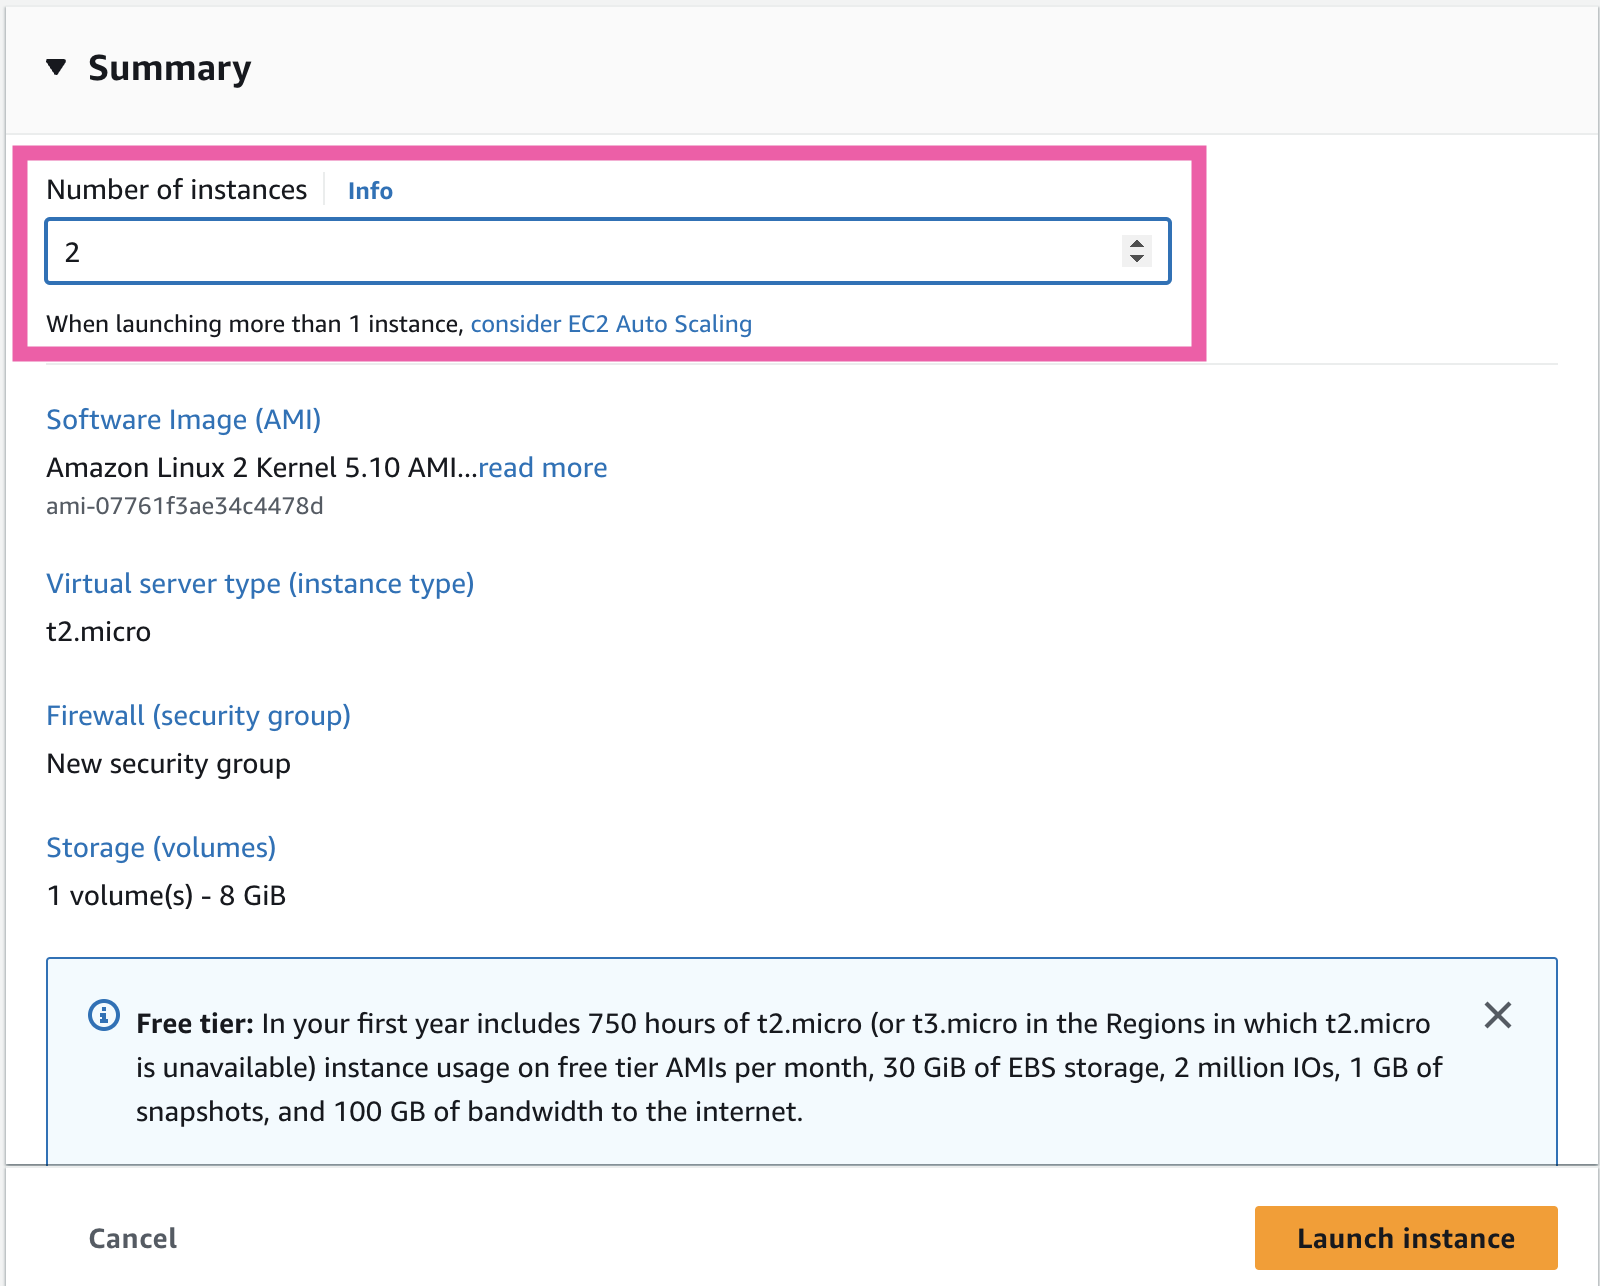 Summary
Number of instances Info
2
When launching more than 1 instance, consider EC2 Auto Scaling
Software Image (AMI)
Amazon Linux 2 Kernel 5.10 AMI...read more
ami-07761f3ae34c4478d
Virtual server type (instance type)
t2.micro
Firewall (security group)
New security group
Storage (volumes)
1 volume(s) - 8 GiB
Free tier: In your first year includes 750 hours of t2.micro (or t3.micro in the Regions in which t2.micro
is unavailable) instance usage on free tier AMIs per month, 30 GiB of EBS storage, 2 million IOs, 1 GB of
snapshots, and 100 GB of bandwidth to the internet.
Cancel
Launch instance